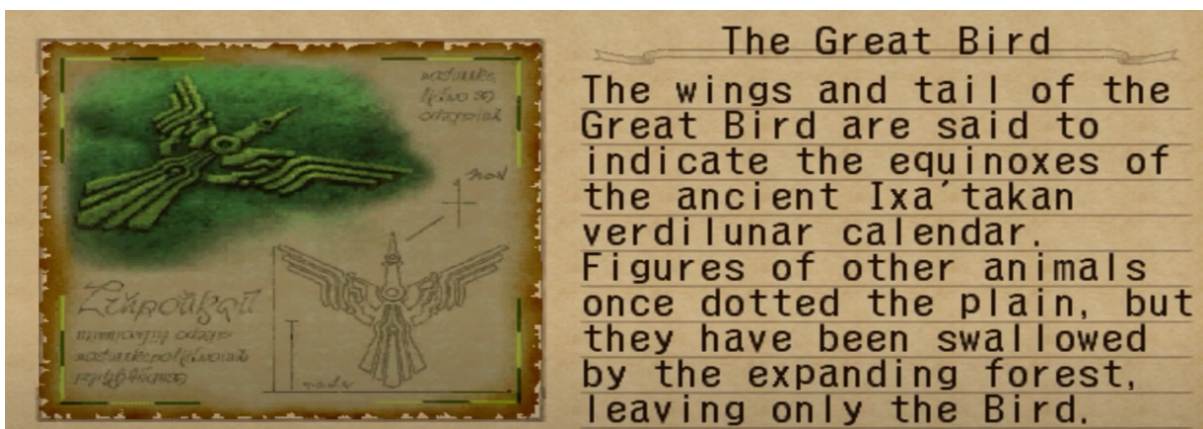 The Great Bird
The wings and tail of the
Great Bird are said to
indicate the equinoxes of
the ancient Ixa'takan
verdilunar calendar.
Figures of other animals
once dotted the plain, but
they have been swallowed
by the expanding forest,
leaving only the Bird.